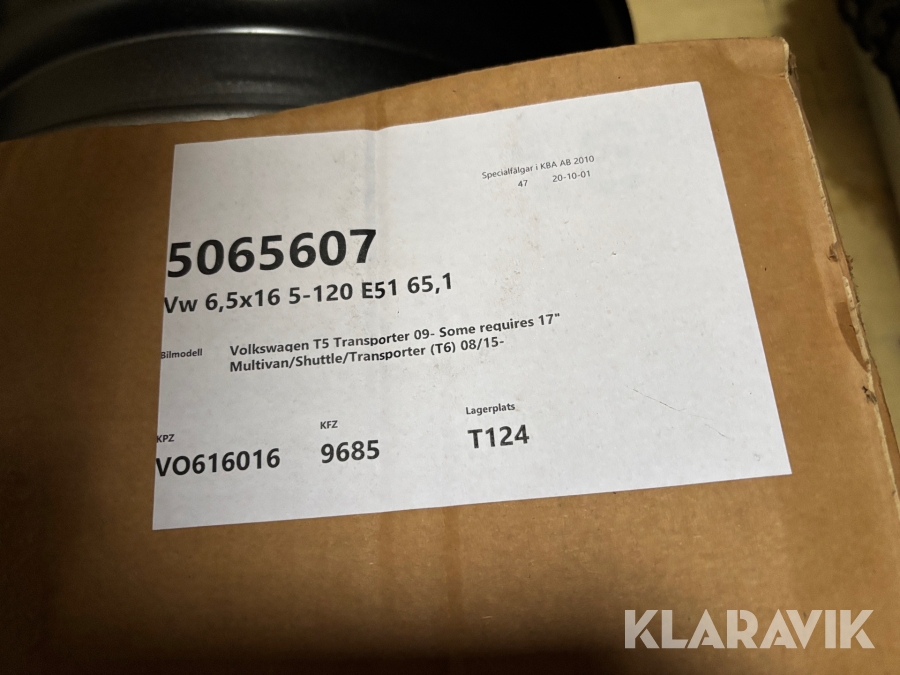 Specialfälgar i KBA AB 2010
47 20-10-01
5065607
Vw 6,5x16 5-120 E51 65,1
Bilmodell Volkswagen T5 Transporter 09- Some requires 17"
Multivan/Shuttle/Transporter (T6) 08/15-
KPZ KFZ Lagerplats
VO616016 9685 T124
KLARAVIK